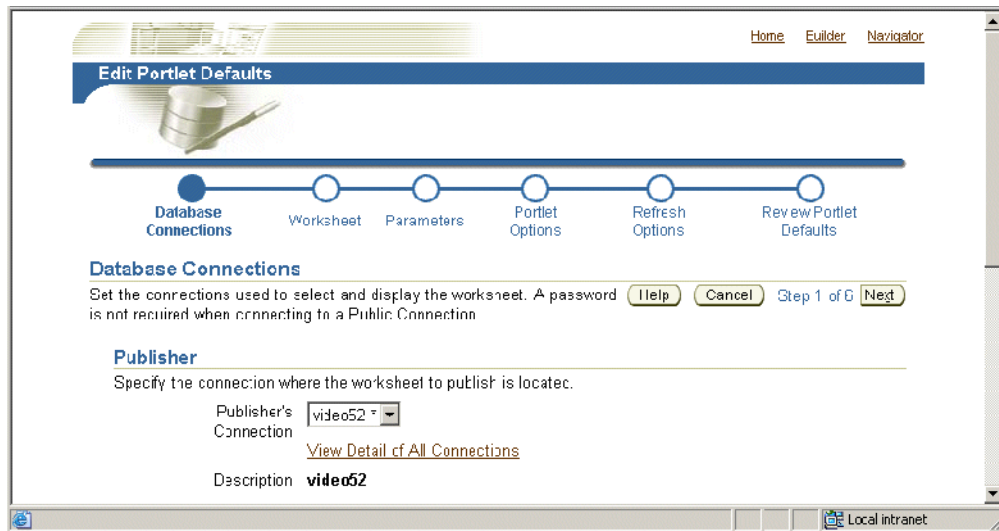 Home Euilder Navigator
Edit Portlet Defaults
Database Connections
Worksheet
Parameters
Portlet Options
Refresh Options
Review Portlet Defaults
Database Connections
Set the connections used to select and display the worksheet. A password
is not required when connecting to a Public Connection
Help Cancel Step 1 of 6 Next
Publisher
Specify the connection where the worksheet to publish is located.
Publisher's Connection video52 *
View Detail of All Connections
Description video52
Local intranet